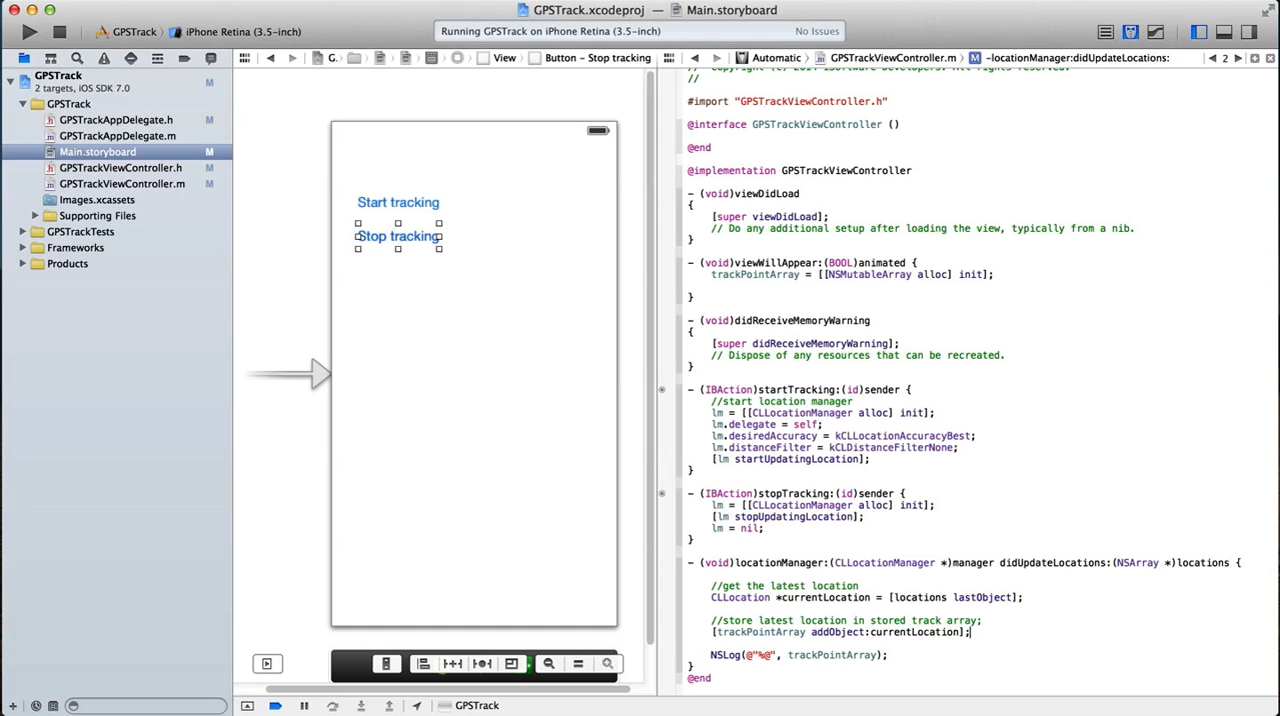 GPSTrack.xcodeproj — Main.storyboard
GPSTrack iPhone Retina (3.5-inch)
Running GPSTrack on iPhone Retina (3.5-inch) No Issues
G. View Button - Stop tracking
Automatic GPSTrackViewController.m M -locationManager:didUpdateLocations: 2
GPSTrack
2 targets, iOS SDK 7.0 M
GPSTrack
GPSTrackAppDelegate.h M
GPSTrackAppDelegate.m
Main.storyboard M
GPSTrackViewController.h M
GPSTrackViewController.m M
Images.xcassets
Supporting Files
GPSTrackTests
Frameworks
Products
Start tracking
Stop tracking
//
#import "GPSTrackViewController.h"
@interface GPSTrackViewController ()
@end
@implementation GPSTrackViewController
- (void)viewDidLoad
{
[super viewDidLoad];
// Do any additional setup after loading the view, typically from a nib.
}
- (void)viewWillAppear:(BOOL)animated {
trackPointArray = [[NSMutableArray alloc] init];
}
- (void)didReceiveMemoryWarning
{
[super didReceiveMemoryWarning];
// Dispose of any resources that can be recreated.
}
- (IBAction)startTracking:(id)sender {
//start location manager
lm = [[CLLocationManager alloc] init];
lm.delegate = self;
lm.desiredAccuracy = kCLLocationAccuracyBest;
lm.distanceFilter = kCLDistanceFilterNone;
[lm startUpdatingLocation];
}
- (IBAction)stopTracking:(id)sender {
lm = [[CLLocationManager alloc] init];
[lm stopUpdatingLocation];
lm = nil;
}
- (void)locationManager:(CLLocationManager *)manager didUpdateLocations:(NSArray *)locations {
//get the latest location
CLLocation *currentLocation = [locations lastObject];
//store latest location in stored track array;
[trackPointArray addObject:currentLocation];
NSLog(@"%@", trackPointArray);
}
@end
GPSTrack